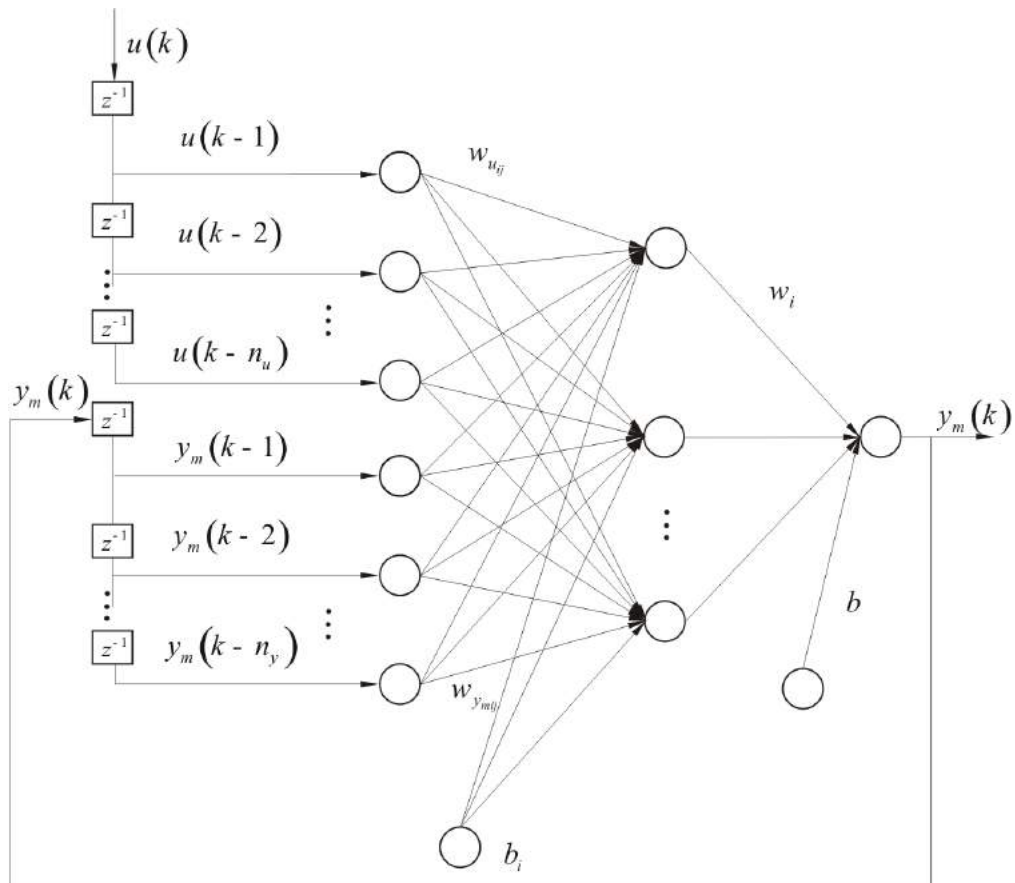 u(k)
z⁻¹
u(k - 1)
w_{u_{ij}}
z⁻¹
u(k - 2)
⋮
w_i
z⁻¹
⋮
u(k - n_u)
y_m(k)
z⁻¹
y_m(k)
y_m(k - 1)
z⁻¹
y_m(k - 2)
⋮
⋮
b
z⁻¹
y_m(k - n_y)
⋮
w_{y_{mij}}
b_i